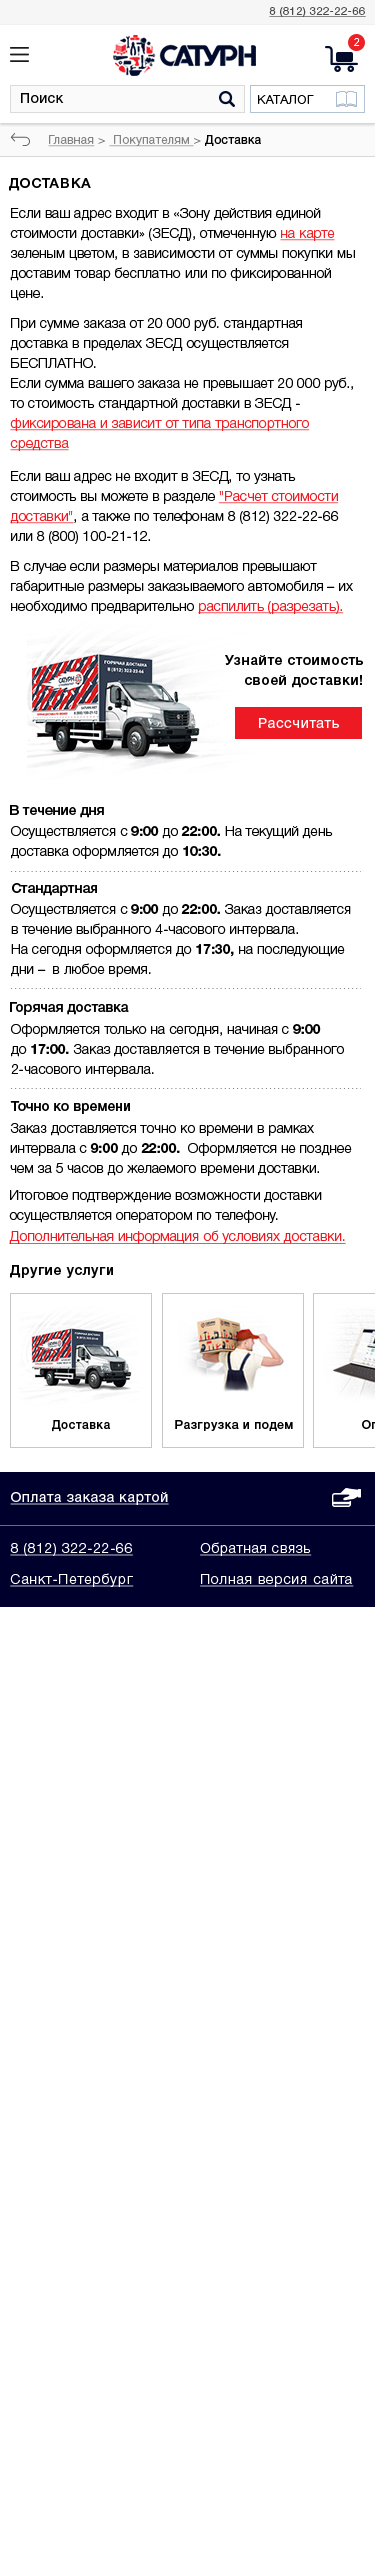 8 (812) 322-22-66
2
САТУРН
Поиск
КАТАЛОГ
Главная > Покупателям > Доставка
ДОСТАВКА
Если ваш адрес входит в «Зону действия единой
стоимости доставки» (ЗЕСД), отмеченную на карте
зеленым цветом, в зависимости от суммы покупки мы
доставим товар бесплатно или по фиксированной
цене.
При сумме заказа от 20 000 руб. стандартная
доставка в пределах ЗЕСД осуществляется
БЕСПЛАТНО.
Если сумма вашего заказа не превышает 20 000 руб.,
то стоимость стандартной доставки в ЗЕСД -
фиксирована и зависит от типа транспортного
средства
Если ваш адрес не входит в ЗЕСД, то узнать
стоимость вы можете в разделе "Расчет стоимости
доставки", а также по телефонам 8 (812) 322-22-66
или 8 (800) 100-21-12.
В случае если размеры материалов превышают
габаритные размеры заказываемого автомобиля – их
необходимо предварительно распилить (разрезать).
САТУРН
ГОРЯЧАЯ ДОСТАВКА
Узнайте стоимость
своей доставки!
Рассчитать
В течение дня
Осуществляется с 9:00 до 22:00. На текущий день
доставка оформляется до 10:30.
Стандартная
Осуществляется с 9:00 до 22:00. Заказ доставляется
в течение выбранного 4-часового интервала.
На сегодня оформляется до 17:30, на последующие
дни – в любое время.
Горячая доставка
Оформляется только на сегодня, начиная с 9:00
до 17:00. Заказ доставляется в течение выбранного
2-часового интервала.
Точно ко времени
Заказ доставляется точно ко времени в рамках
интервала с 9:00 до 22:00. Оформляется не позднее
чем за 5 часов до желаемого времени доставки.
Итоговое подтверждение возможности доставки
осуществляется оператором по телефону.
Дополнительная информация об условиях доставки.
Другие услуги
Доставка
Разгрузка и подем
Оплата заказа картой
8 (812) 322-22-66
Обратная связь
Санкт-Петербург
Полная версия сайта